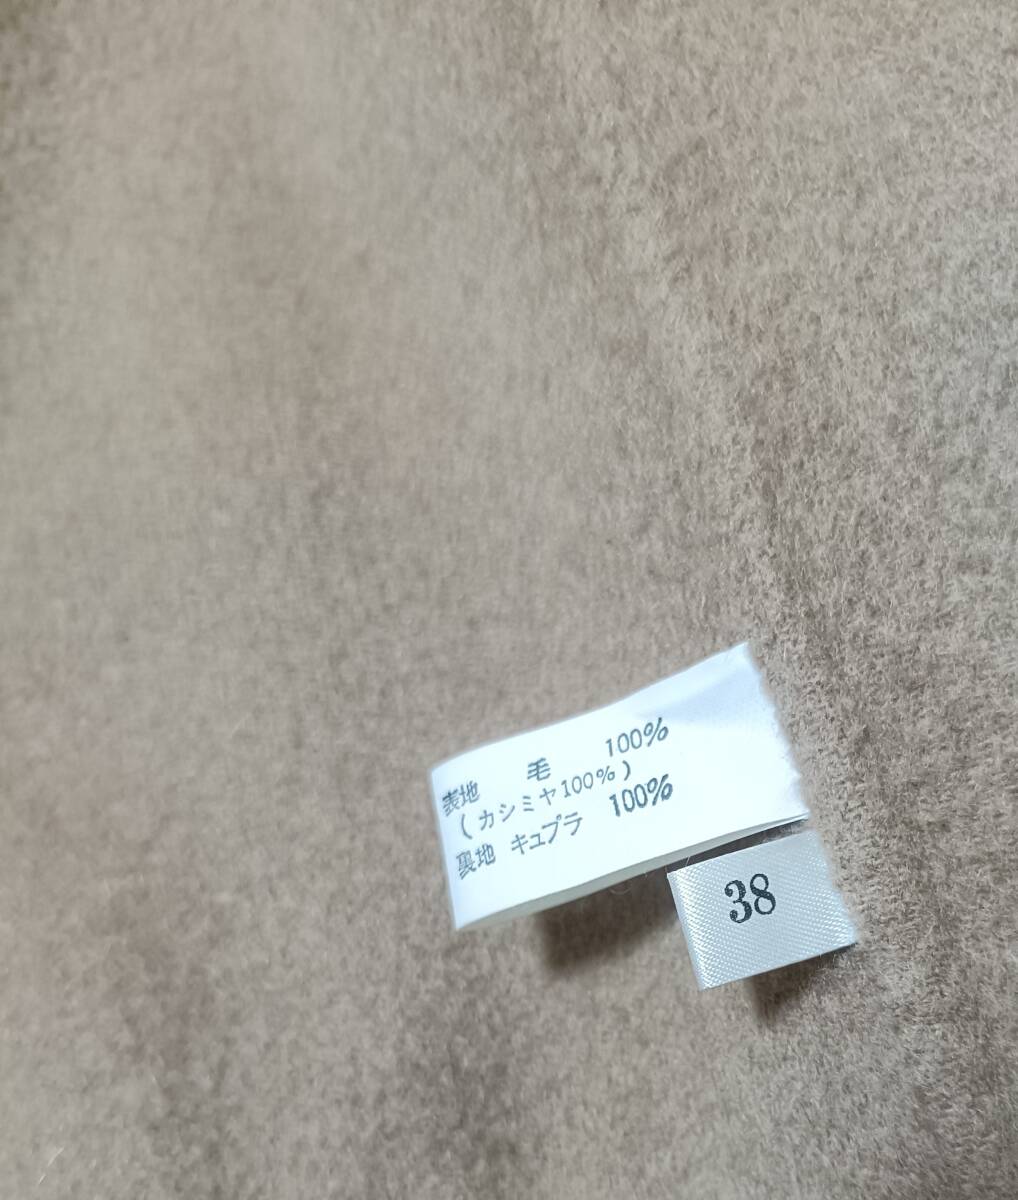 表地 毛 100%
(カシミヤ100%)
裏地 キュプラ 100%
38